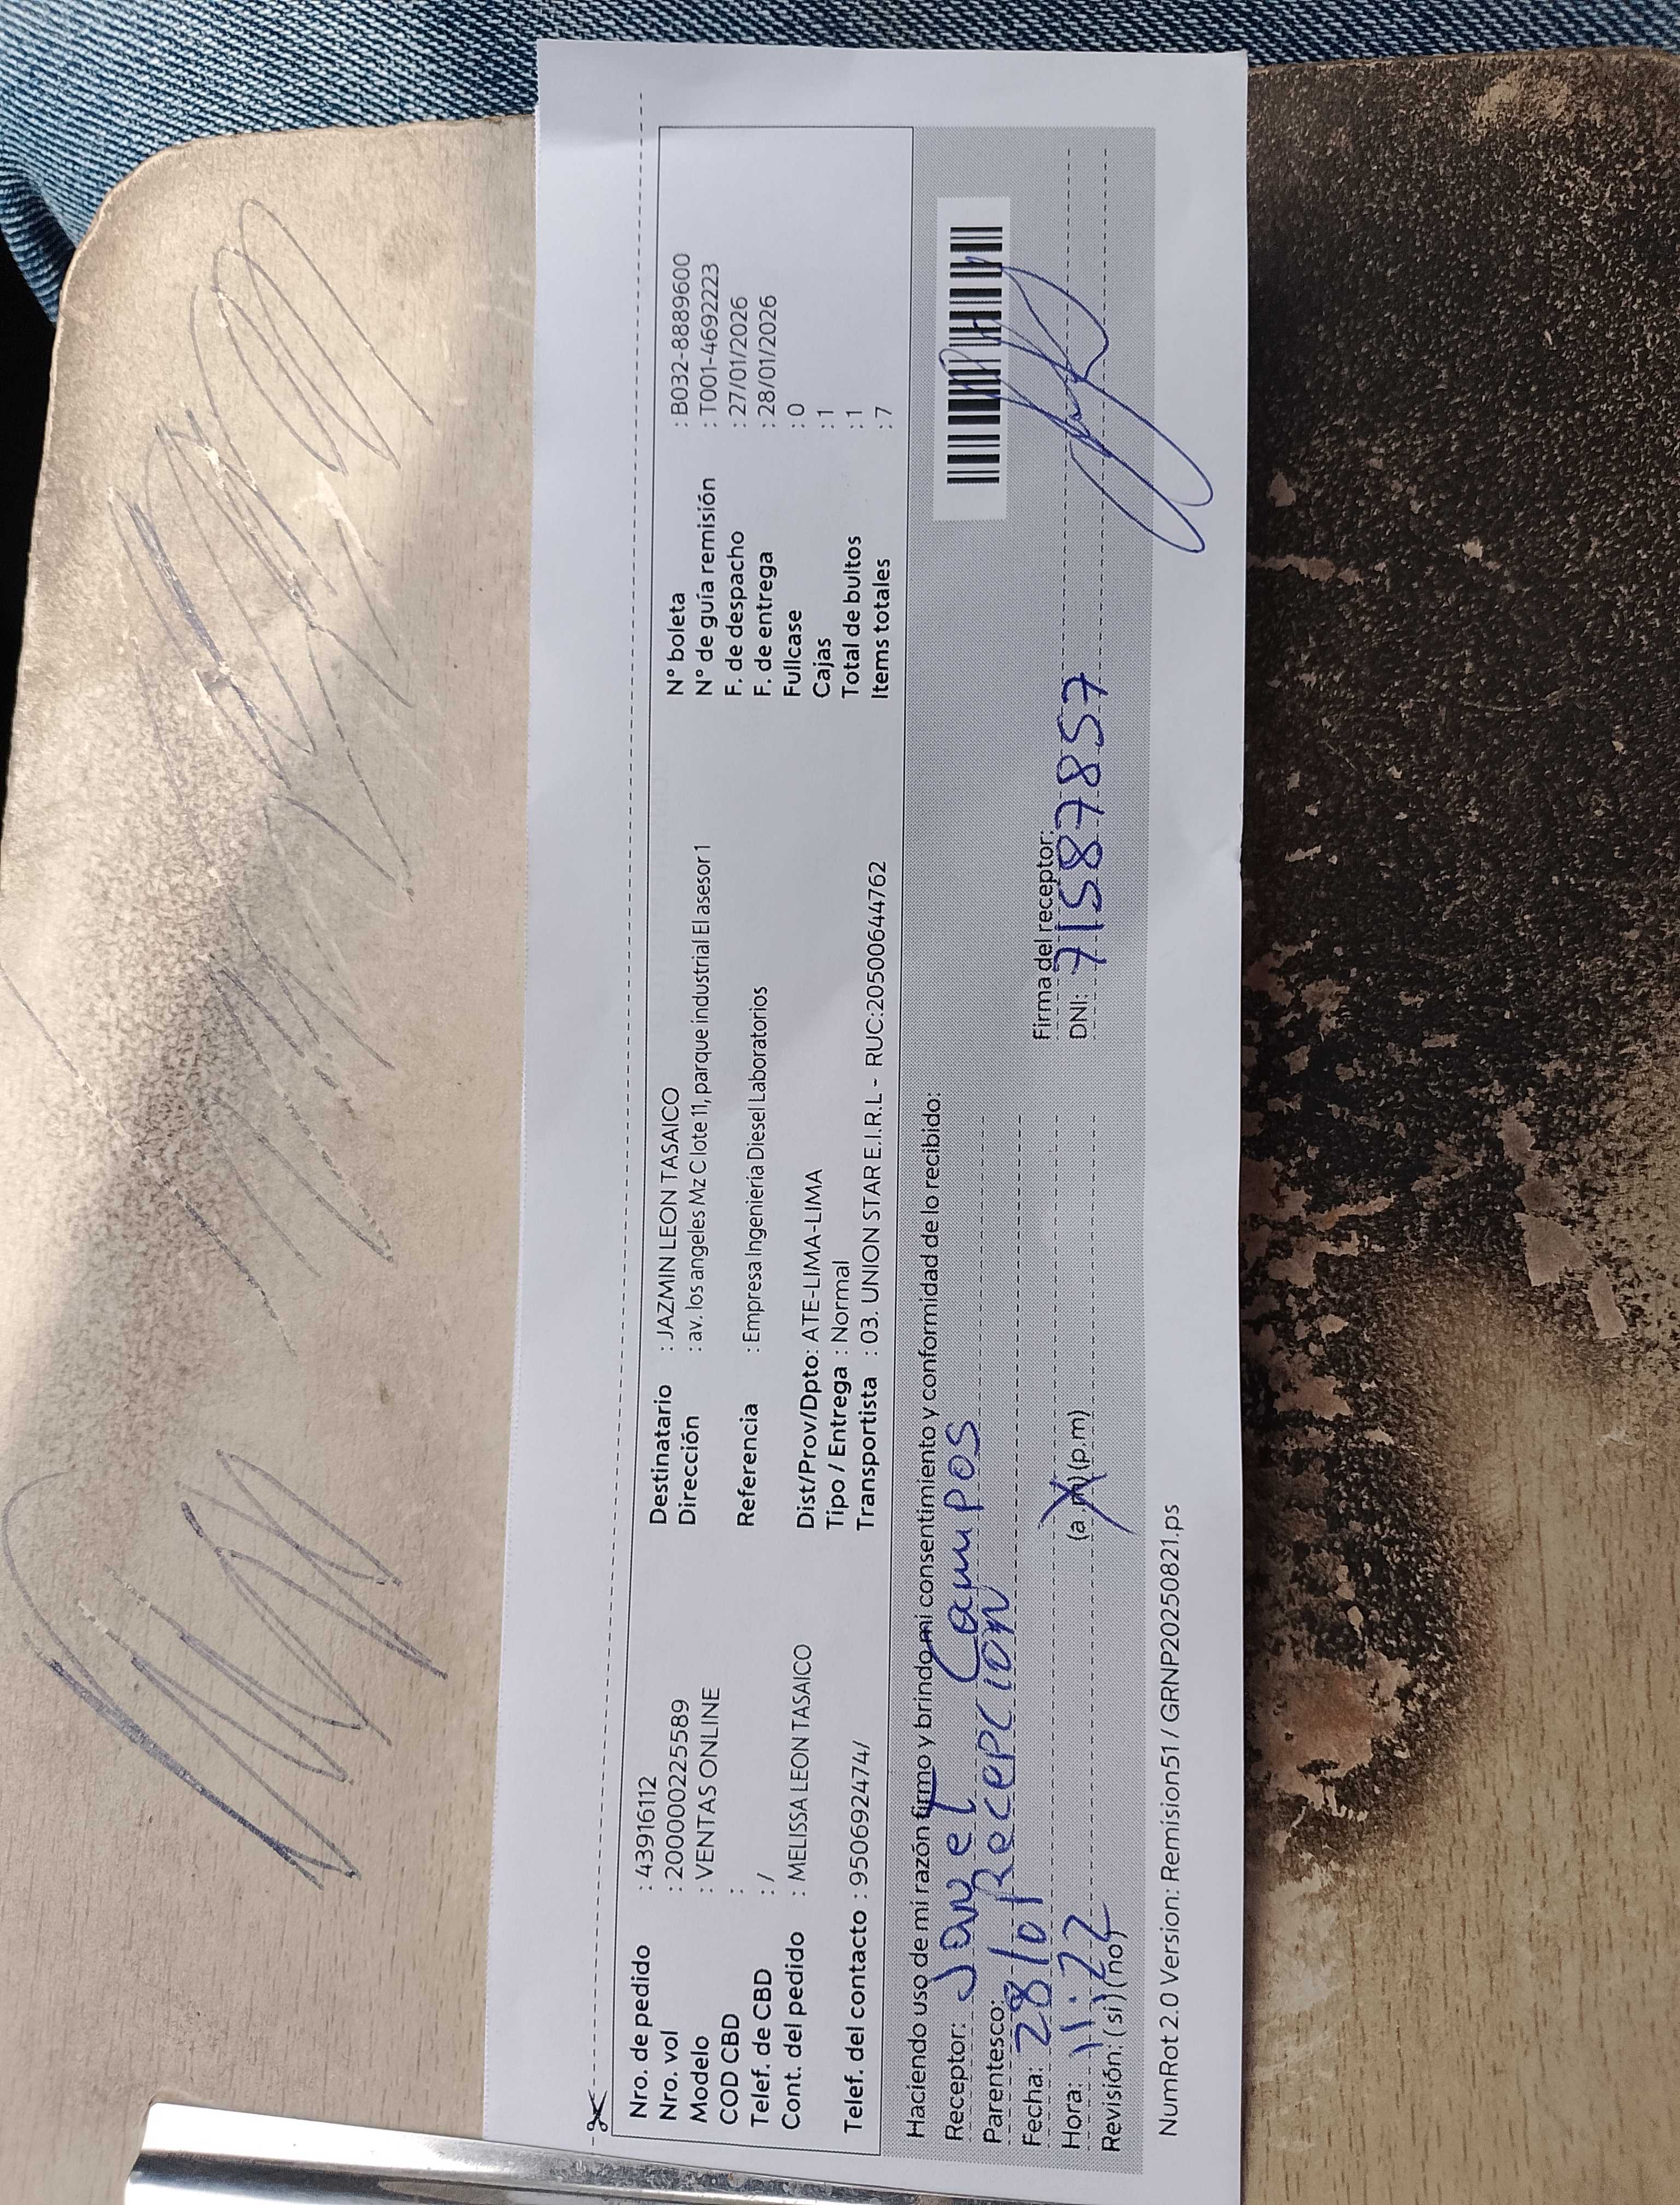 Nro. de pedido : 43916112
Nro. vol : 2000000225589
Modelo : VENTAS ONLINE
COD CBD :
Telef. de CBD : /
Cont. del pedido : MELISSA LEON TASAICO
Telef. del contacto : 950692474/
Destinatario : JAZMIN LEON TASAICO
Dirección : av. los angeles Mz C lote 11, parque industrial El asesor 1
Referencia : Empresa Ingenieria Diesel Laboratorios
Dist/Prov/Dpto: ATE-LIMA-LIMA
Tipo / Entrega : Normal
Transportista : 03. UNION STAR E.I.R.L - RUC:20500644762
N° boleta : B032-8889600
N° de guía remisión : T001-4692223
F. de despacho : 27/01/2026
F. de entrega : 28/01/2026
Fullcase : 0
Cajas : 1
Total de bultos : 1
Items totales : 7
Haciendo uso de mi razón firmo y brindo mi consentimiento y conformidad de lo recibido:
Receptor: Janet Campos
Parentesco: Recepcion
Fecha: 28/01
Hora: 11:22 (a.m) (p.m)
Revisión: (si) (no)
Firma del receptor:
DNI: 71587857
NumRot 2.0 Version: Remision51 / GRNP20250821.ps